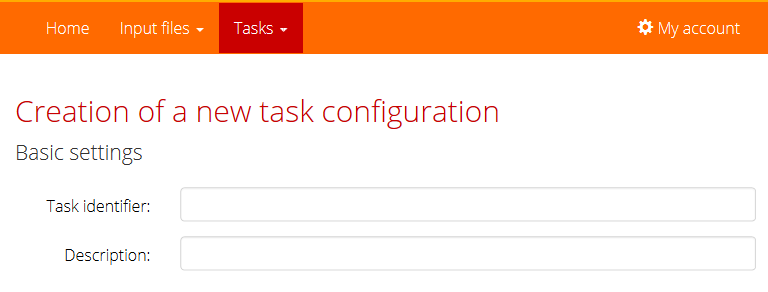 Home Input files Tasks My account
Creation of a new task configuration
Basic settings
Task identifier:
Description: